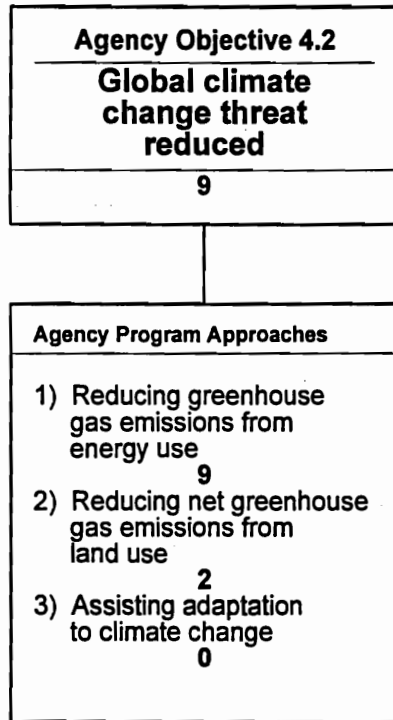 Agency Objective 4.2
Global climate
change threat
reduced
9
Agency Program Approaches
1) Reducing greenhouse
gas emissions from
energy use
9
2) Reducing net greenhouse
gas emissions from
land use
2
3) Assisting adaptation
to climate change
0